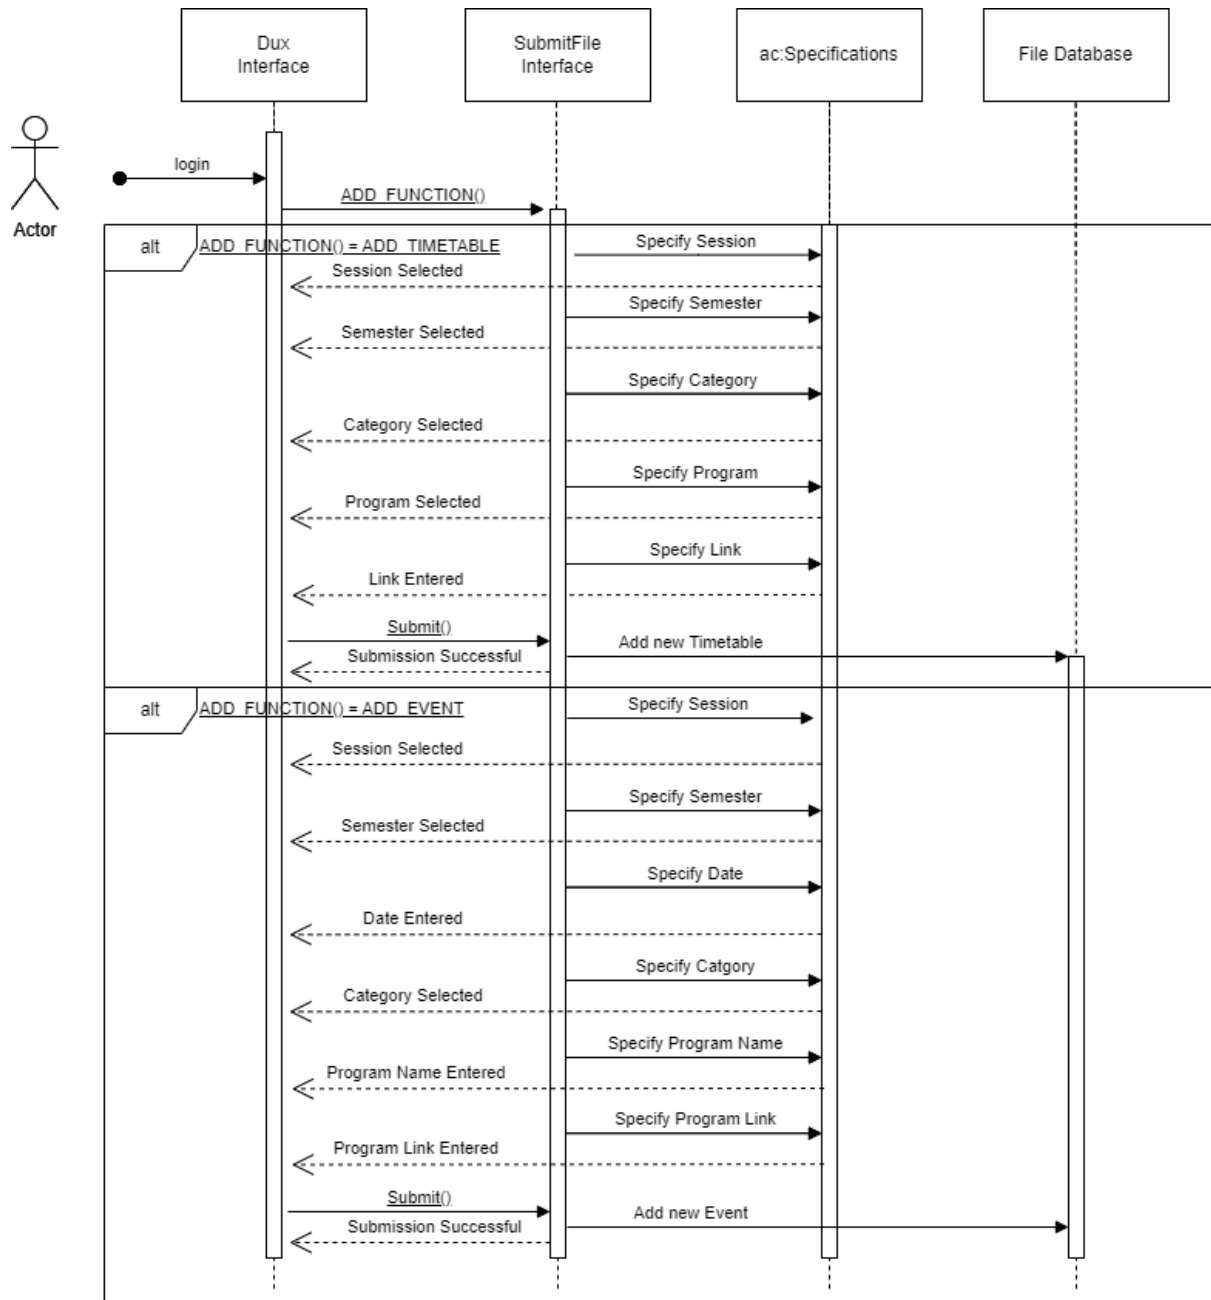 Dux
Interface
SubmitFile
Interface
ac:Specifications
File Database
Actor
login
ADD_FUNCTION()
alt
ADD_FUNCTION() = ADD_TIMETABLE
Specify Session
Session Selected
Specify Semester
Semester Selected
Specify Category
Category Selected
Specify Program
Program Selected
Specify Link
Link Entered
Submit()
Add new Timetable
Submission Successful
alt
ADD_FUNCTION() = ADD_EVENT
Specify Session
Session Selected
Specify Semester
Semester Selected
Specify Date
Date Entered
Specify Catgory
Category Selected
Specify Program Name
Program Name Entered
Specify Program Link
Program Link Entered
Submit()
Add new Event
Submission Successful